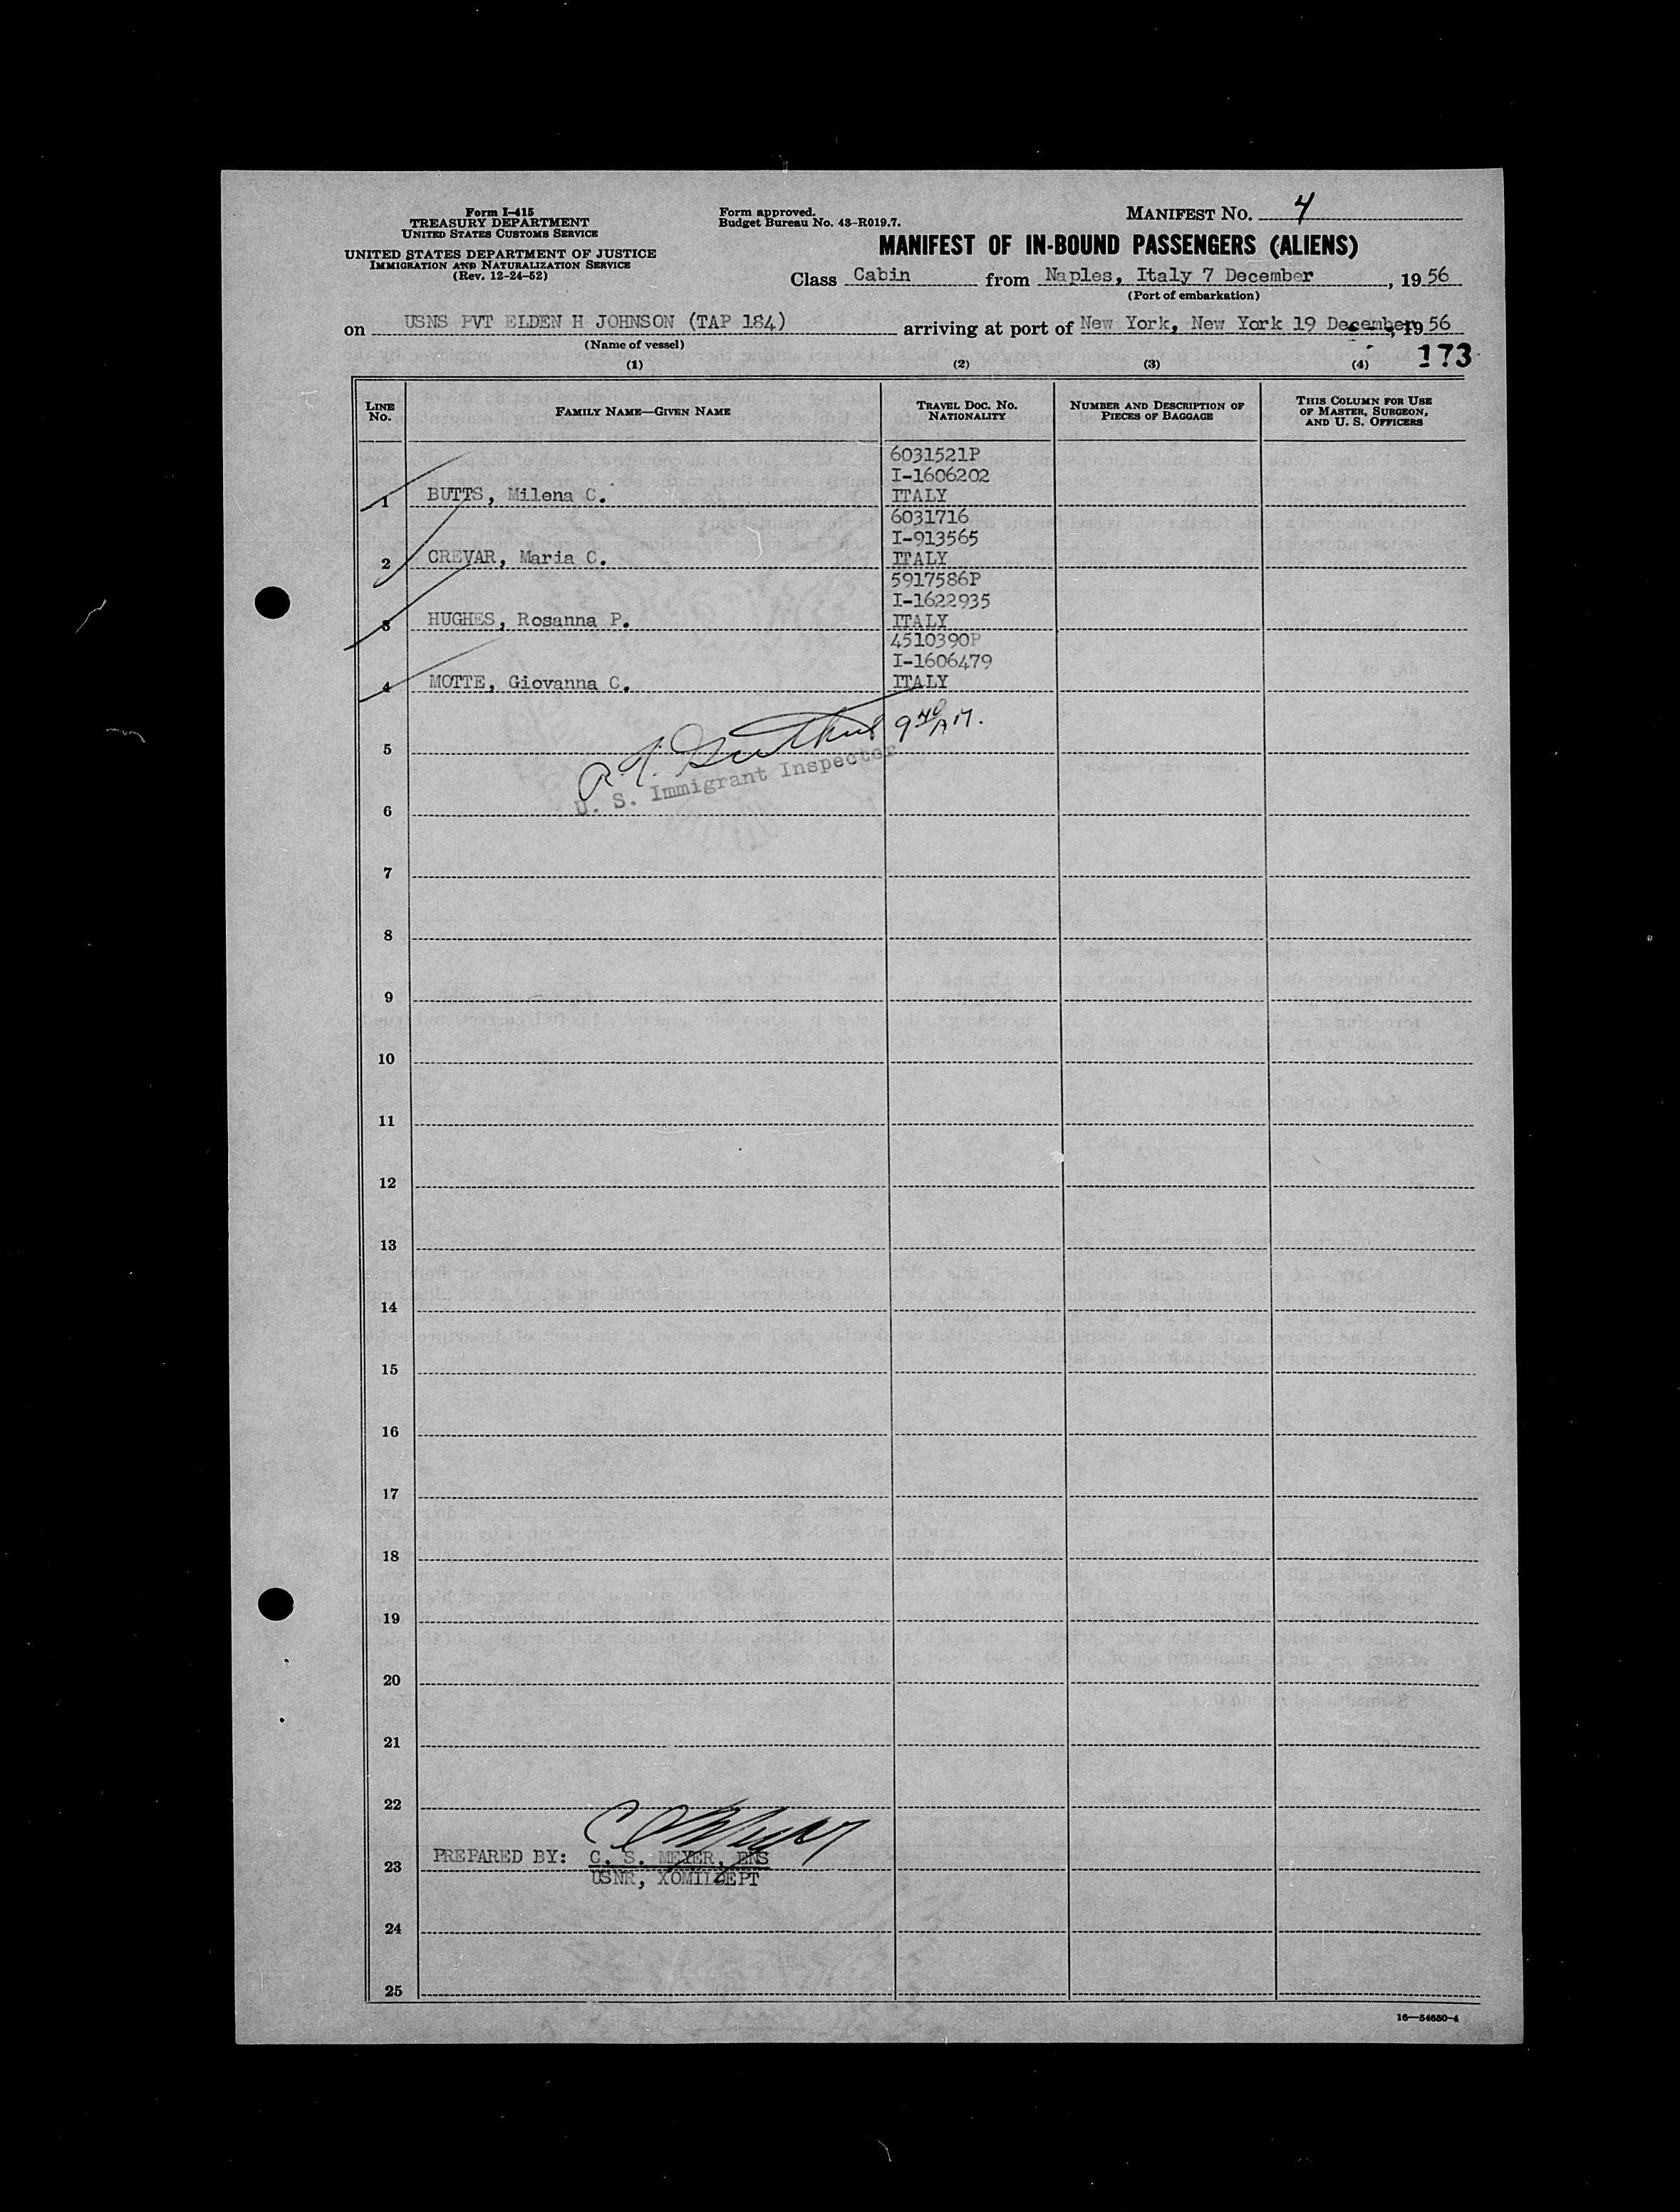 Form I-415
TREASURY DEPARTMENT
UNITED STATES CUSTOMS SERVICE
UNITED STATES DEPARTMENT OF JUSTICE
IMMIGRATION AND NATURALIZATION SERVICE
(Rev. 12-24-52)
Form approved.
Budget Bureau No. 43-R019.7.
MANIFEST NO. 4
MANIFEST OF IN-BOUND PASSENGERS (ALIENS)
Class Cabin from Naples, Italy 7 December, 1956
(Port of embarkation)
on USNS PVT ELDEN H JOHNSON (TAP 184) arriving at port of New York, New York 19 December, 1956
(Name of vessel)
173
(1) (2) (3) (4)
LINE NO. FAMILY NAME—GIVEN NAME TRAVEL DOC. NO. NATIONALITY NUMBER AND DESCRIPTION OF PIECES OF BAGGAGE THIS COLUMN FOR USE OF MASTER, SURGEON, AND U. S. OFFICERS
6031521P
I-1606202
1 BUTTS, Milena C. ITALY
6031716
I-913565
2 CREVAR, Maria C. ITALY
5917586P
I-1622935
3 HUGHES, Rosanna P. ITALY
4510390P
I-1606479
4 MOTTE, Giovanna C. ITALY
9 40 AM.
5
U. S. Immigrant Inspector
6
7
8
9
10
11
12
13
14
15
16
17
18
19
20
21
22
23 PREPARED BY: C. S. MEYER, ENS
USNR, XOMILDEPT
24
25
16—54650-4